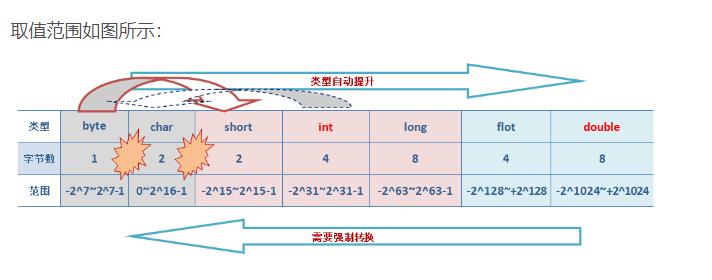 取值范围如图所示：
类型自动提升
类型 byte char short int long flot double
字节数 1 2 2 4 8 4 8
范围 -2^7~2^7-1 0~2^16-1 -2^15~2^15-1 -2^31~2^31-1 -2^63~2^63-1 -2^128~+2^128 -2^1024~+2^1024
需要强制转换